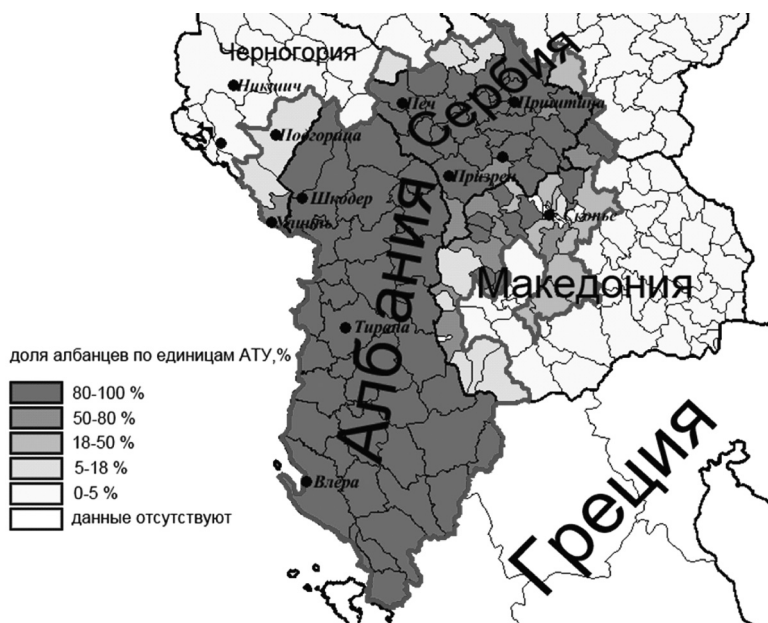 Черногория
Никшич
Подгорица
Печ
Сербия
Приштина
Призрен
Шкодер
Скопье
Албания
Македония
Тирана
доля албанцев по единицам АТУ,%
80-100 %
50-80 %
18-50 %
5-18 %
0-5 %
данные отсутствуют
Влёра
Греция